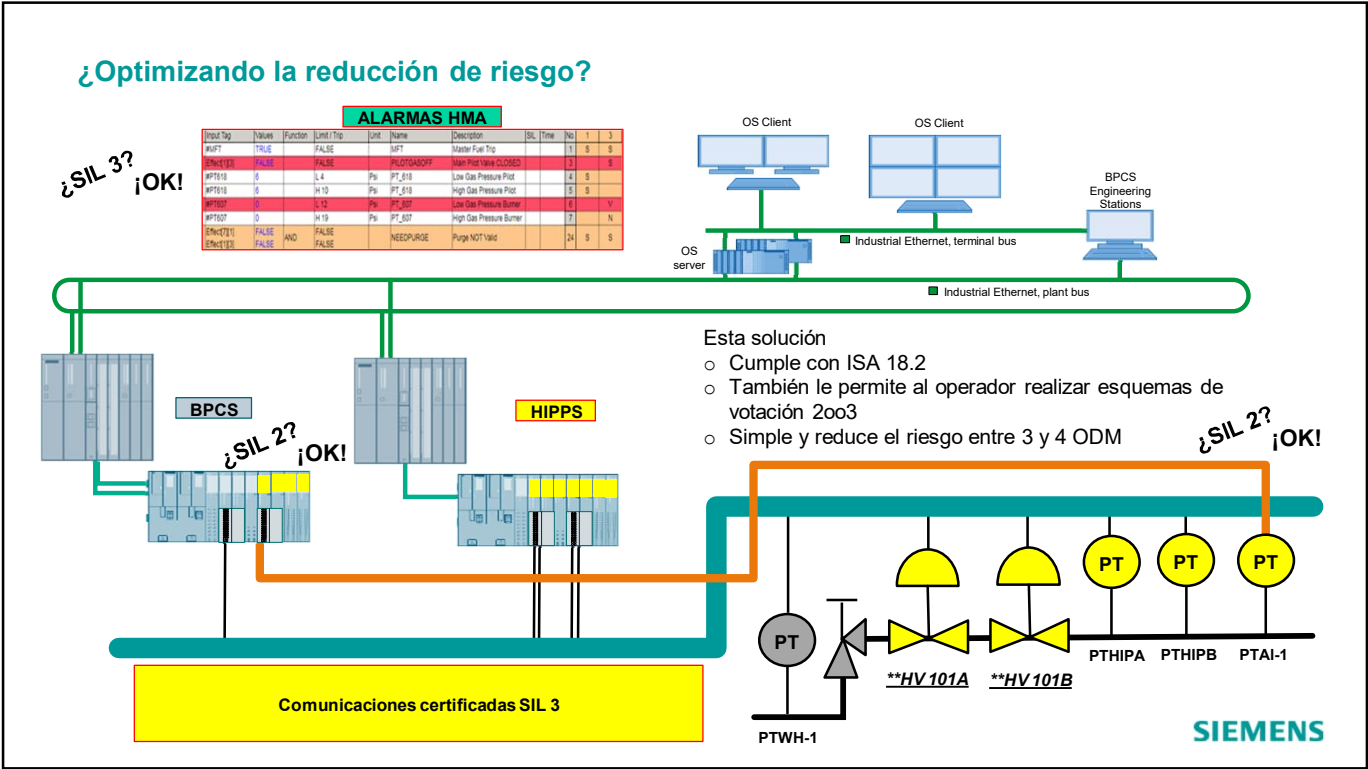 ¿Optimizando la reducción de riesgo?
ALARMAS HMA
Input Tag Values Function Limit / Trip Unit Name Description SIL Time No 1 3
#MFT TRUE FALSE MFT Master Fuel Trip 1 S S
Effect[1][3] FALSE FALSE PILOTGASOFF Main Pilot Valve CLOSED 3 S
#PT618 6 L 4 Psi PT_618 Low Gas Pressure Pilot 4 S
#PT618 6 H 10 Psi PT_618 High Gas Pressure Pilot 5 S
#PT607 0 L 12 Psi PT_607 Low Gas Pressure Burner 6 V
#PT607 0 H 19 Psi PT_607 High Gas Pressure Burner 7 N
Effect[7][1] FALSE AND FALSE NEEDPURGE Purge NOT Valid 24 S S
Effect[1][3] FALSE FALSE
¿SIL 3?
¡OK!
OS Client
OS Client
BPCS
Engineering
Stations
OS
server
Industrial Ethernet, terminal bus
Industrial Ethernet, plant bus
BPCS
¿SIL 2?
¡OK!
HIPPS
Esta solución
o Cumple con ISA 18.2
o También le permite al operador realizar esquemas de
votación 2oo3
o Simple y reduce el riesgo entre 3 y 4 ODM
¿SIL 2?
¡OK!
PT
PT
PT
PT
PTHIPA
PTHIPB
PTAI-1
**HV 101A
**HV 101B
PTWH-1
Comunicaciones certificadas SIL 3
SIEMENS